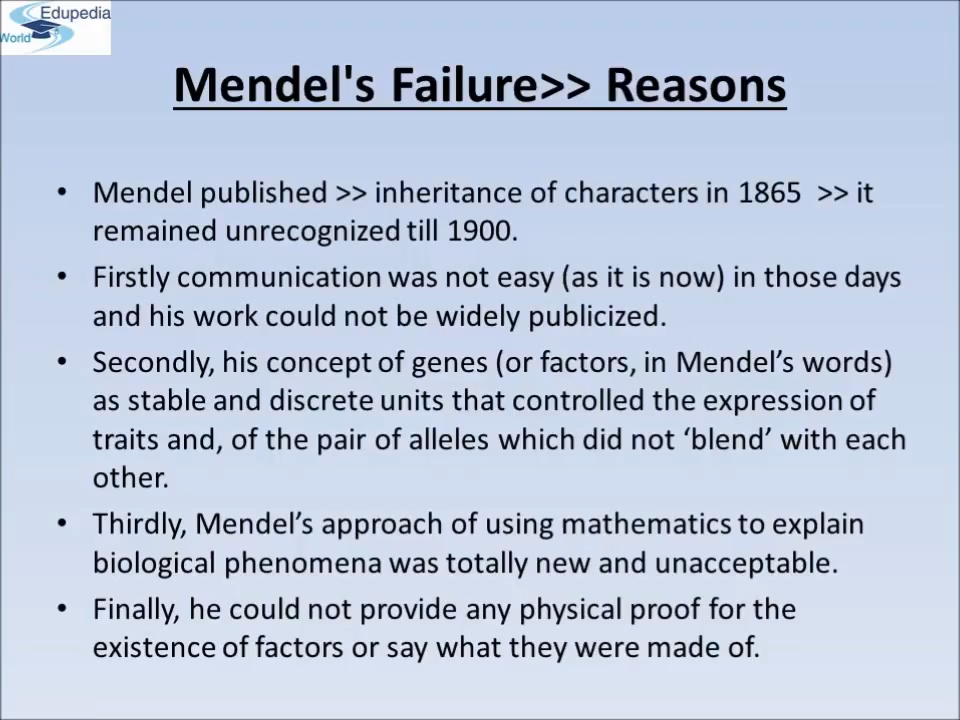 Edupedia
World
Mendel's Failure>> Reasons
• Mendel published >> inheritance of characters in 1865 >> it
remained unrecognized till 1900.
• Firstly communication was not easy (as it is now) in those days
and his work could not be widely publicized.
• Secondly, his concept of genes (or factors, in Mendel’s words)
as stable and discrete units that controlled the expression of
traits and, of the pair of alleles which did not ‘blend’ with each
other.
• Thirdly, Mendel’s approach of using mathematics to explain
biological phenomena was totally new and unacceptable.
• Finally, he could not provide any physical proof for the
existence of factors or say what they were made of.